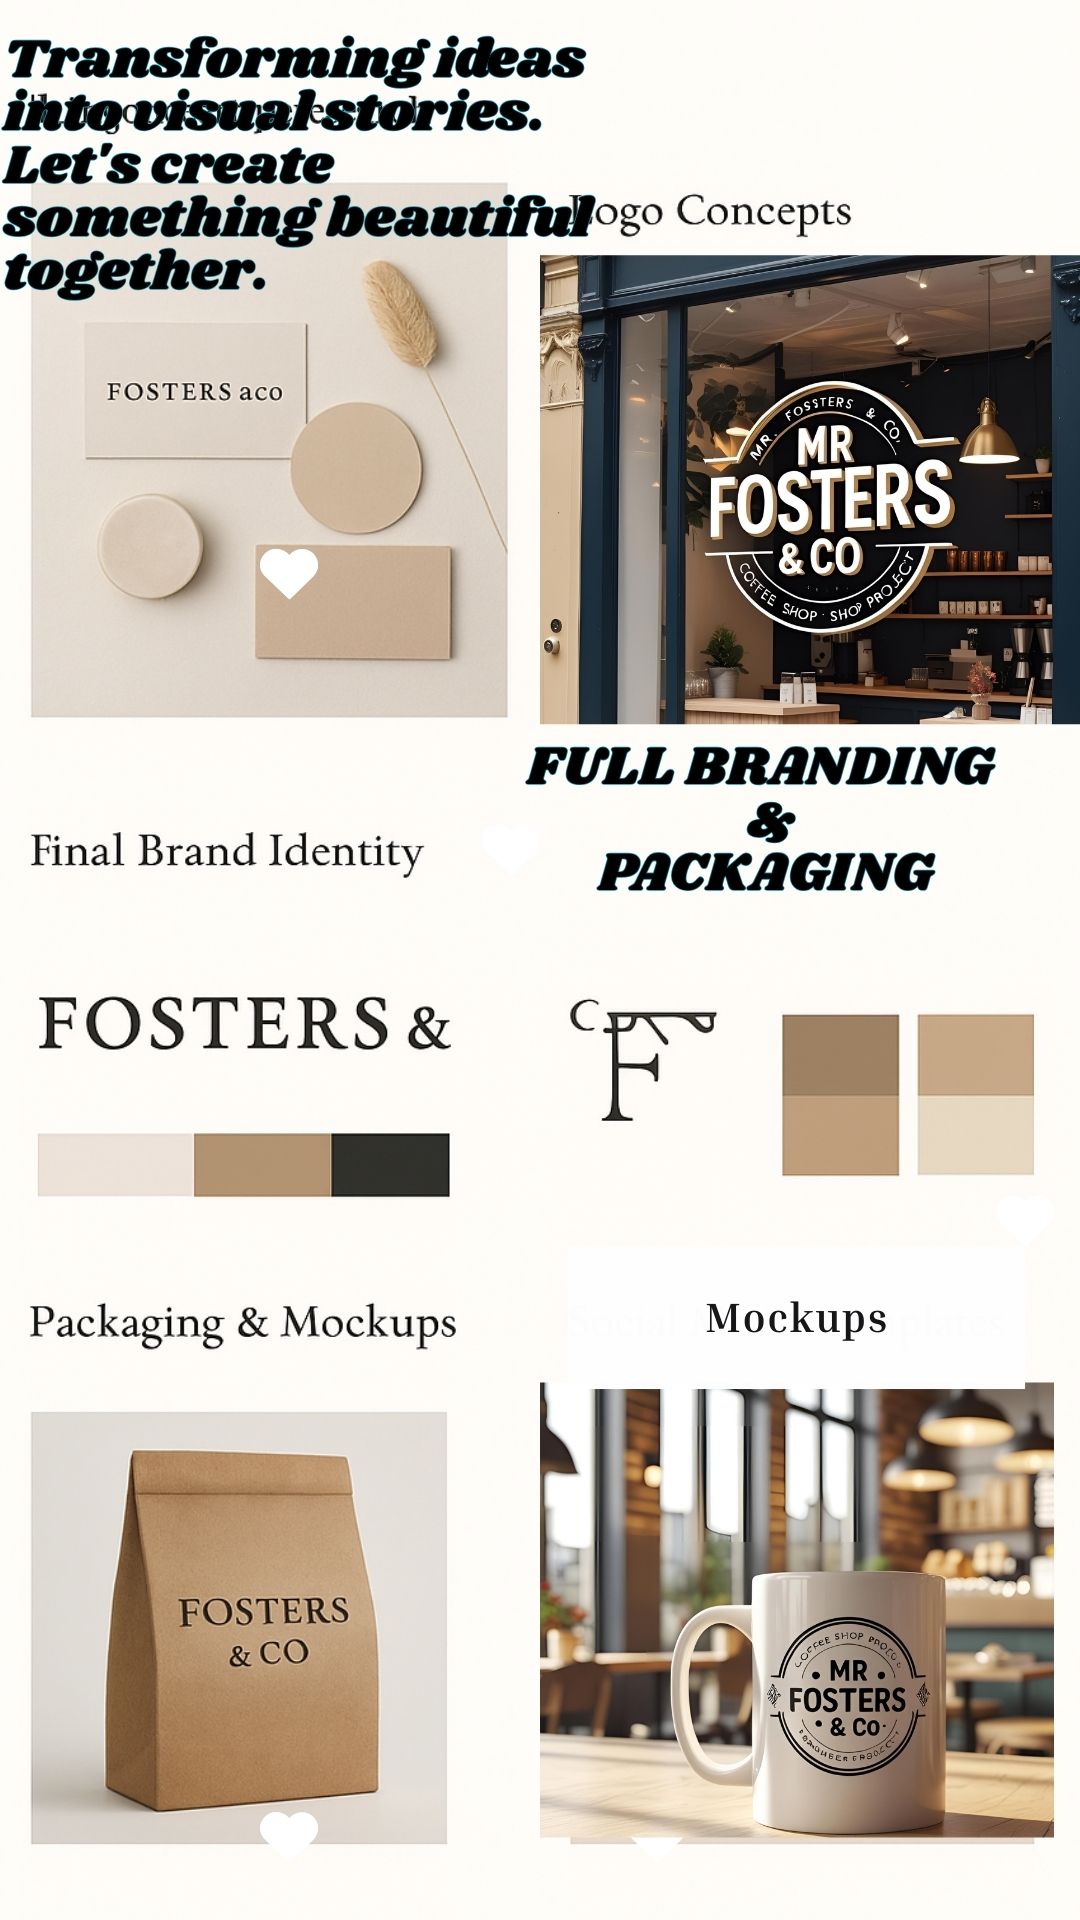 Transforming ideas
into visual stories.
Let's create
something beautiful
together.
Logo Concepts
FOSTERS aco
MR. FOSSTERS & CO.
MR
FOSTERS
& CO
COFFEE SHOP · SHOP PROJECT
FULL BRANDING
&
PACKAGING
Final Brand Identity
FOSTERS &
C
F
Packaging & Mockups
Mockups
FOSTERS
& CO
COFFEE SHOP
MR
FOSTERS
& Co